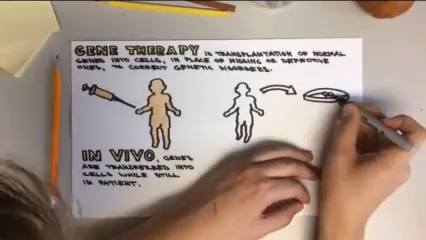 GENE THERAPY IS TRANSPLANTATION OF NORMAL
GENES INTO CELLS, IN PLACE OF MISSING OR DEFECTIVE
ONES, TO CORRECT GENETIC DISORDERS.
IN VIVO, GENES
ARE TRANSFERRED INTO
CELLS WHILE STILL
IN PATIENT.